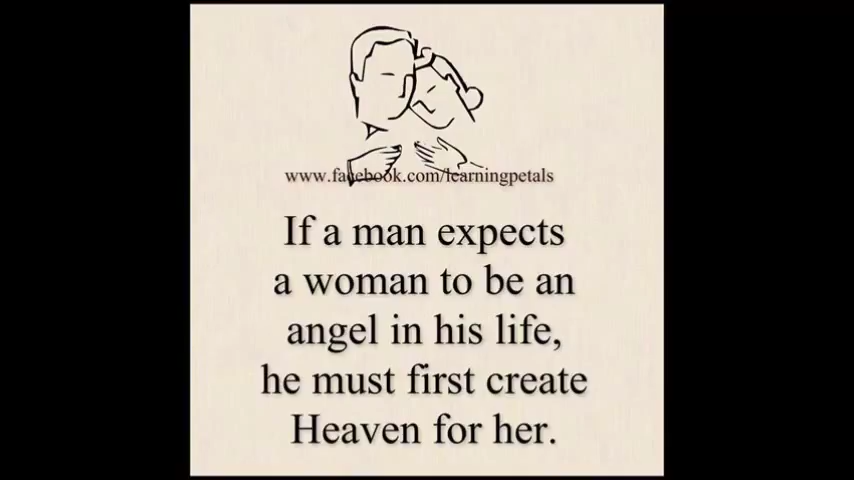 www.facebook.com/learningpetals
If a man expects
a woman to be an
angel in his life,
he must first create
Heaven for her.